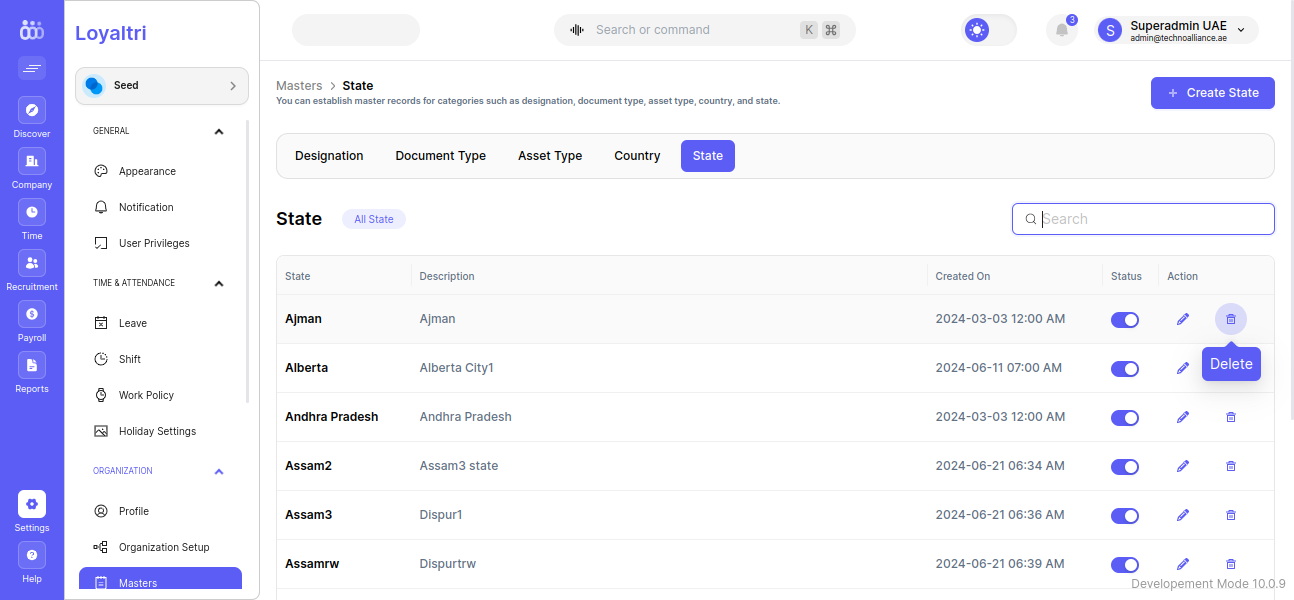 Loyaltri
Search or command
K ⌘
3
S
Superadmin UAE
admin@technoalliance.ae
Discover
Company
Time
Recruitment
Payroll
Reports
Settings
Help
Seed
GENERAL
Appearance
Notification
User Privileges
TIME & ATTENDANCE
Leave
Shift
Work Policy
Holiday Settings
ORGANIZATION
Profile
Organization Setup
Masters
Masters > State
You can establish master records for categories such as designation, document type, asset type, country, and state.
+ Create State
Designation Document Type Asset Type Country State
State All State
Search
State Description Created On Status Action
Ajman Ajman 2024-03-03 12:00 AM
Delete
Alberta Alberta City1 2024-06-11 07:00 AM
Andhra Pradesh Andhra Pradesh 2024-03-03 12:00 AM
Assam2 Assam3 state 2024-06-21 06:34 AM
Assam3 Dispur1 2024-06-21 06:36 AM
Assamrw Dispurtrw 2024-06-21 06:39 AM
Developement Mode 10.0.9